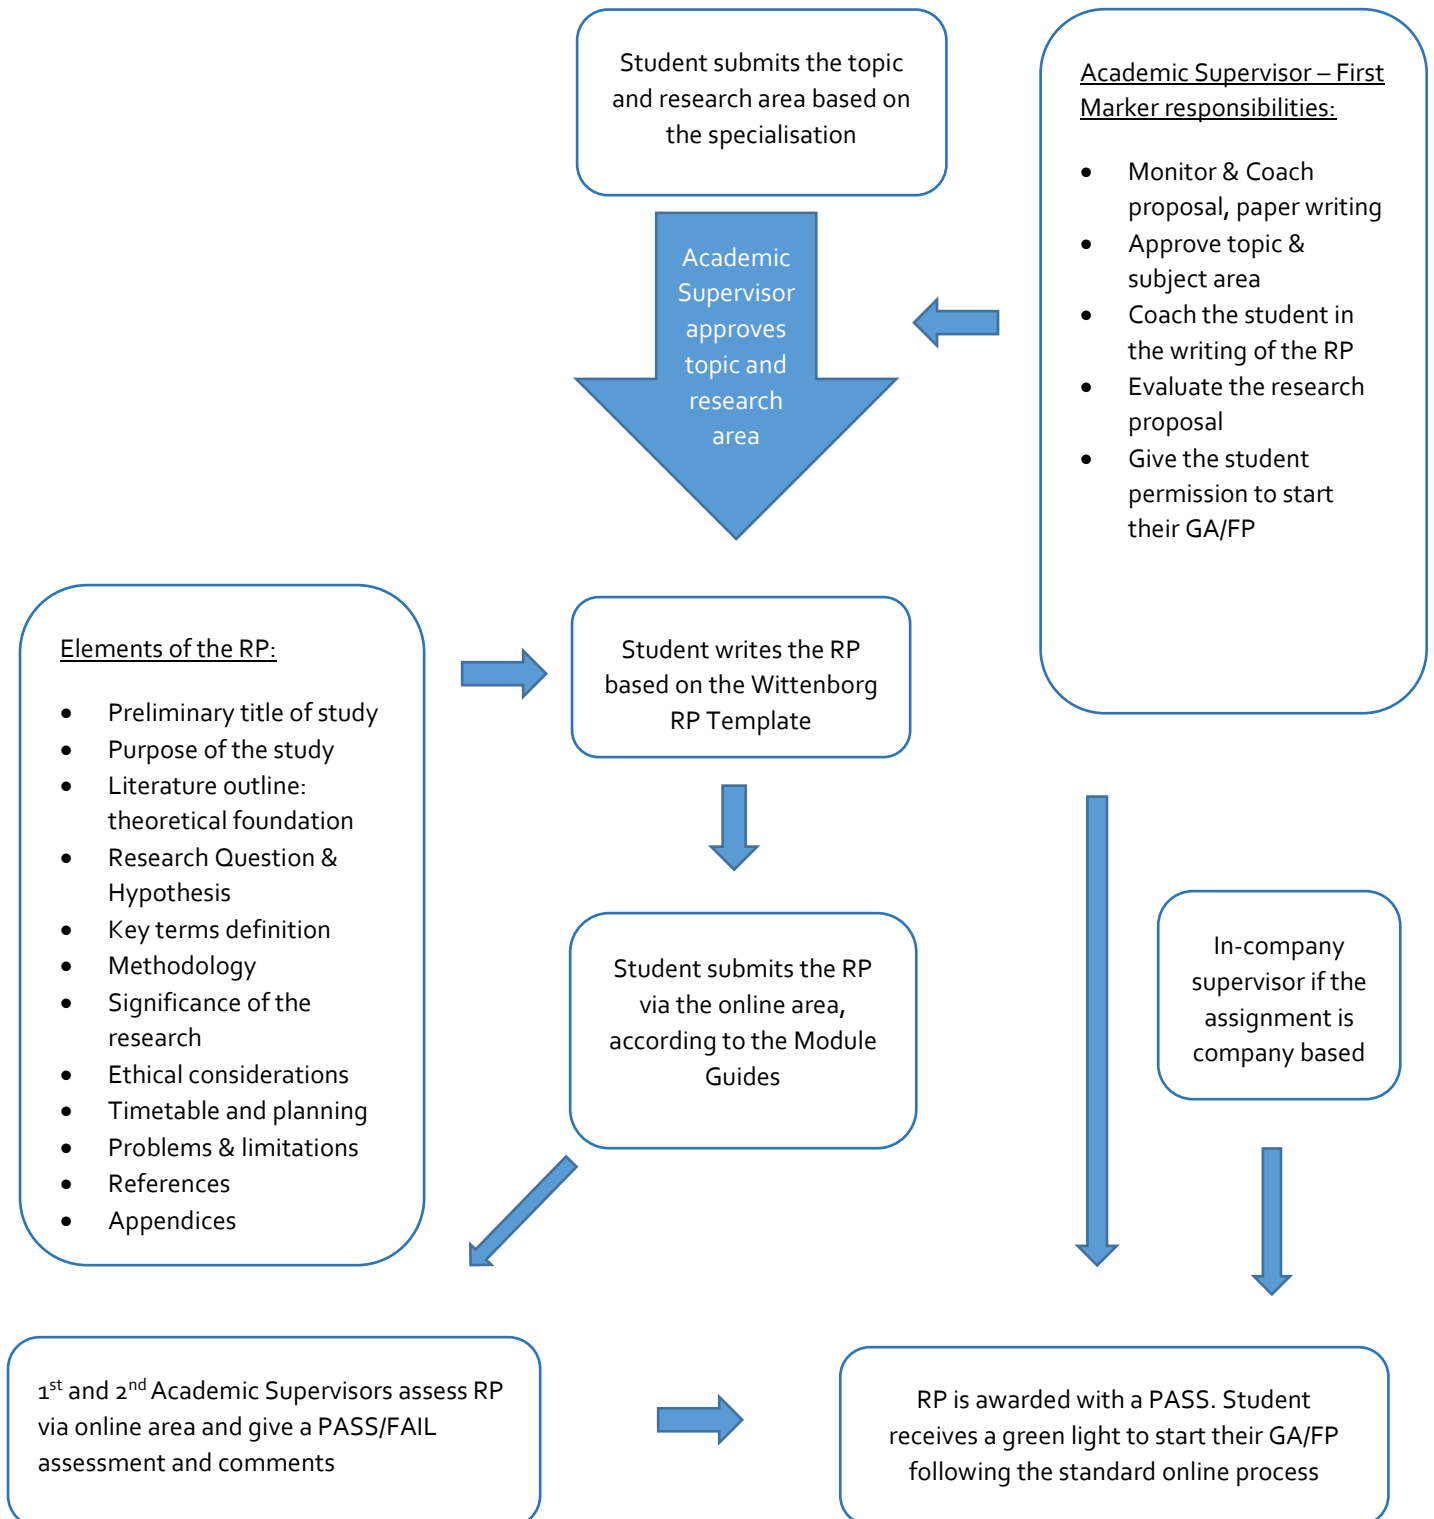 Student submits the topic
and research area based on
the specialisation
Academic Supervisor – First
Marker responsibilities:
• Monitor & Coach
proposal, paper writing
• Approve topic &
subject area
• Coach the student in
the writing of the RP
• Evaluate the research
proposal
• Give the student
permission to start
their GA/FP
Academic
Supervisor
approves
topic and
research
area
Elements of the RP:
• Preliminary title of study
• Purpose of the study
• Literature outline:
theoretical foundation
• Research Question &
Hypothesis
• Key terms definition
• Methodology
• Significance of the
research
• Ethical considerations
• Timetable and planning
• Problems & limitations
• References
• Appendices
Student writes the RP
based on the Wittenborg
RP Template
Student submits the RP
via the online area,
according to the Module
Guides
In-company
supervisor if the
assignment is
company based
1st and 2nd Academic Supervisors assess RP
via online area and give a PASS/FAIL
assessment and comments
RP is awarded with a PASS. Student
receives a green light to start their GA/FP
following the standard online process